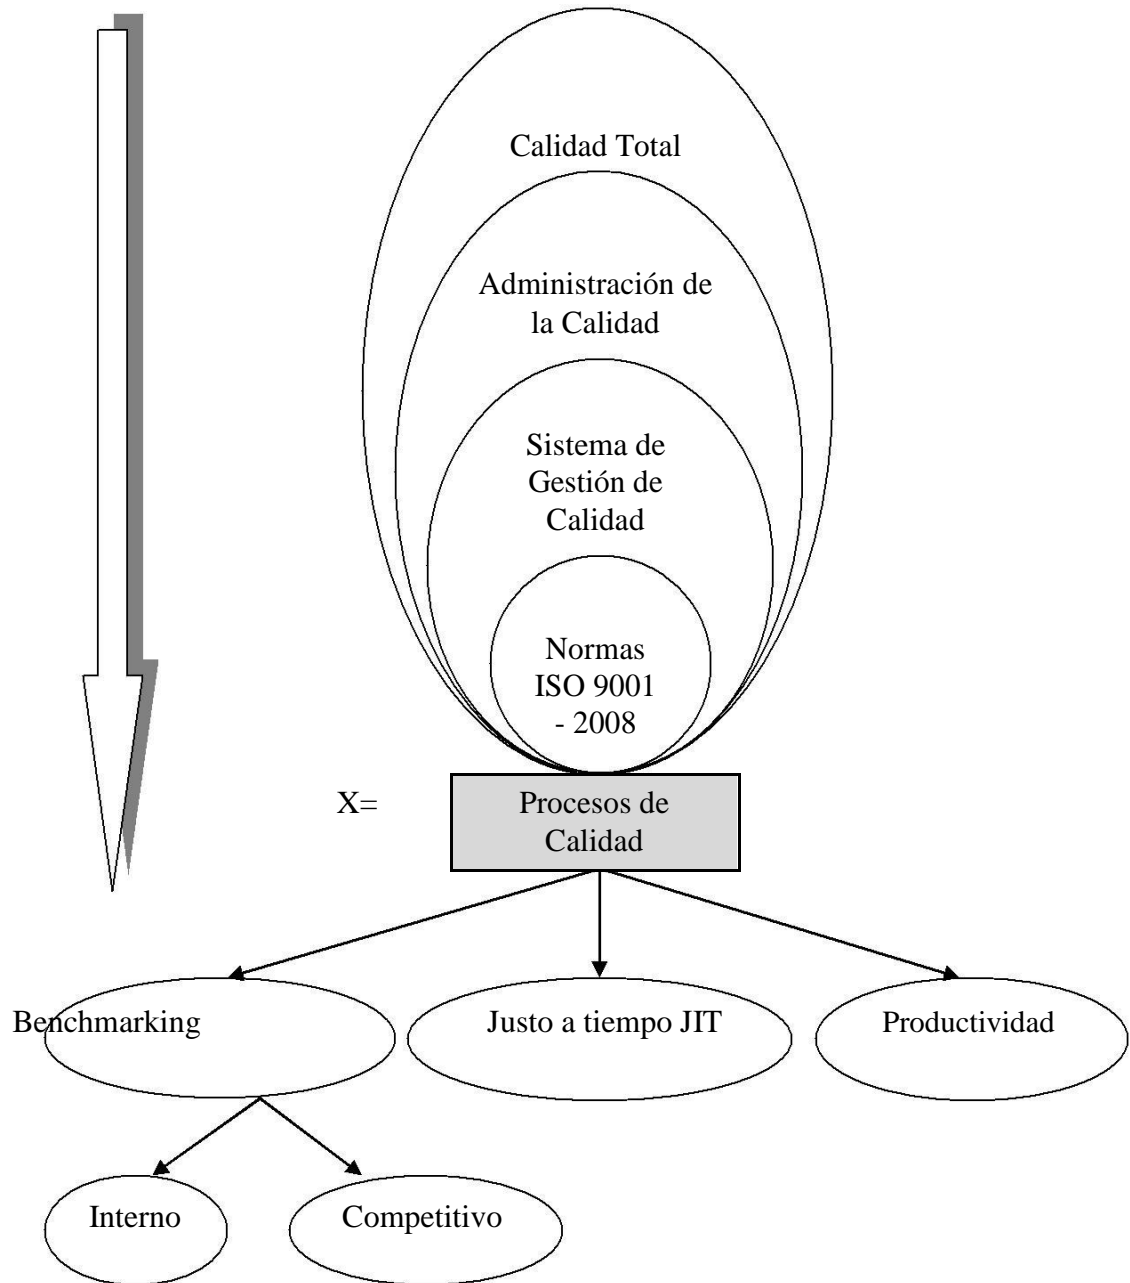 Calidad Total
Administración de
la Calidad
Sistema de
Gestión de
Calidad
Normas
ISO 9001
- 2008
X=
Procesos de
Calidad
Benchmarking
Justo a tiempo JIT
Productividad
Interno
Competitivo